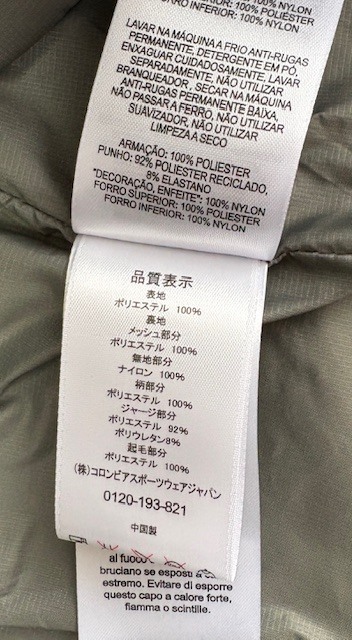 100% NYLON
FORRO INFERIOR: 100% NYLON
LAVAR NA MÁQUINA A FRIO ANTI-RUGAS
PERMANENTE, DETERGENTE EM PÓ,
ENXAGUAR CUIDADOSAMENTE, LAVAR
SEPARADAMENTE, NÃO UTILIZAR
BRANQUEADOR, SECAR NA MÁQUINA
ANTI-RUGAS PERMANENTE BAIXA,
NÃO PASSAR A FERRO, NÃO UTILIZAR
SUAVIZADOR, NÃO UTILIZAR
LIMPEZA A SECO
ARMAÇÃO: 100% POLIESTER
PUNHO: 92% POLIESTER RECICLADO,
8% ELASTANO
"DECORAÇÃO, ENFEITE": 100% NYLON
FORRO SUPERIOR: 100% POLIESTER
FORRO INFERIOR: 100% NYLON
品質表示
表地
ポリエステル 100%
裏地
メッシュ部分
ポリエステル 100%
無地部分
ナイロン 100%
柄部分
ポリエステル 100%
ジャージ部分
ポリエステル 92%
ポリウレタン8%
起毛部分
ポリエステル 100%
(株)コロンビアスポーツウェアジャパン
0120-193-821
中国製
al fuoco
bruciano se esposti a
estremo. Evitare di esporre
questo capo a calore forte,
fiamma o scintille.